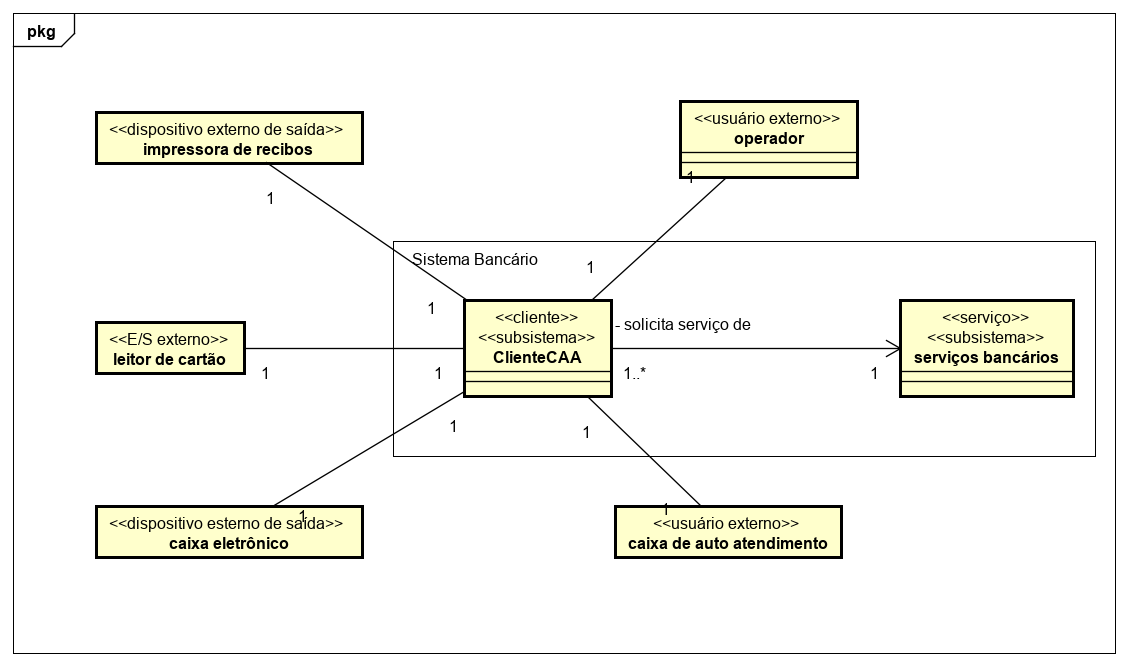 pkg
<<dispositivo externo de saída>>
impressora de recibos
1
<<usuário externo>>
operador
1
Sistema Bancário
1
1
<<cliente>>
<<subsistema>>
ClienteCAA
- solicita serviço de
<<serviço>>
<<subsistema>>
serviços bancários
<<E/S externo>>
leitor de cartão
1
1
1..*
1
1
1
<<dispositivo esterno de saída>>
caixa eletrônico
1
1
<<usuário externo>>
caixa de auto atendimento